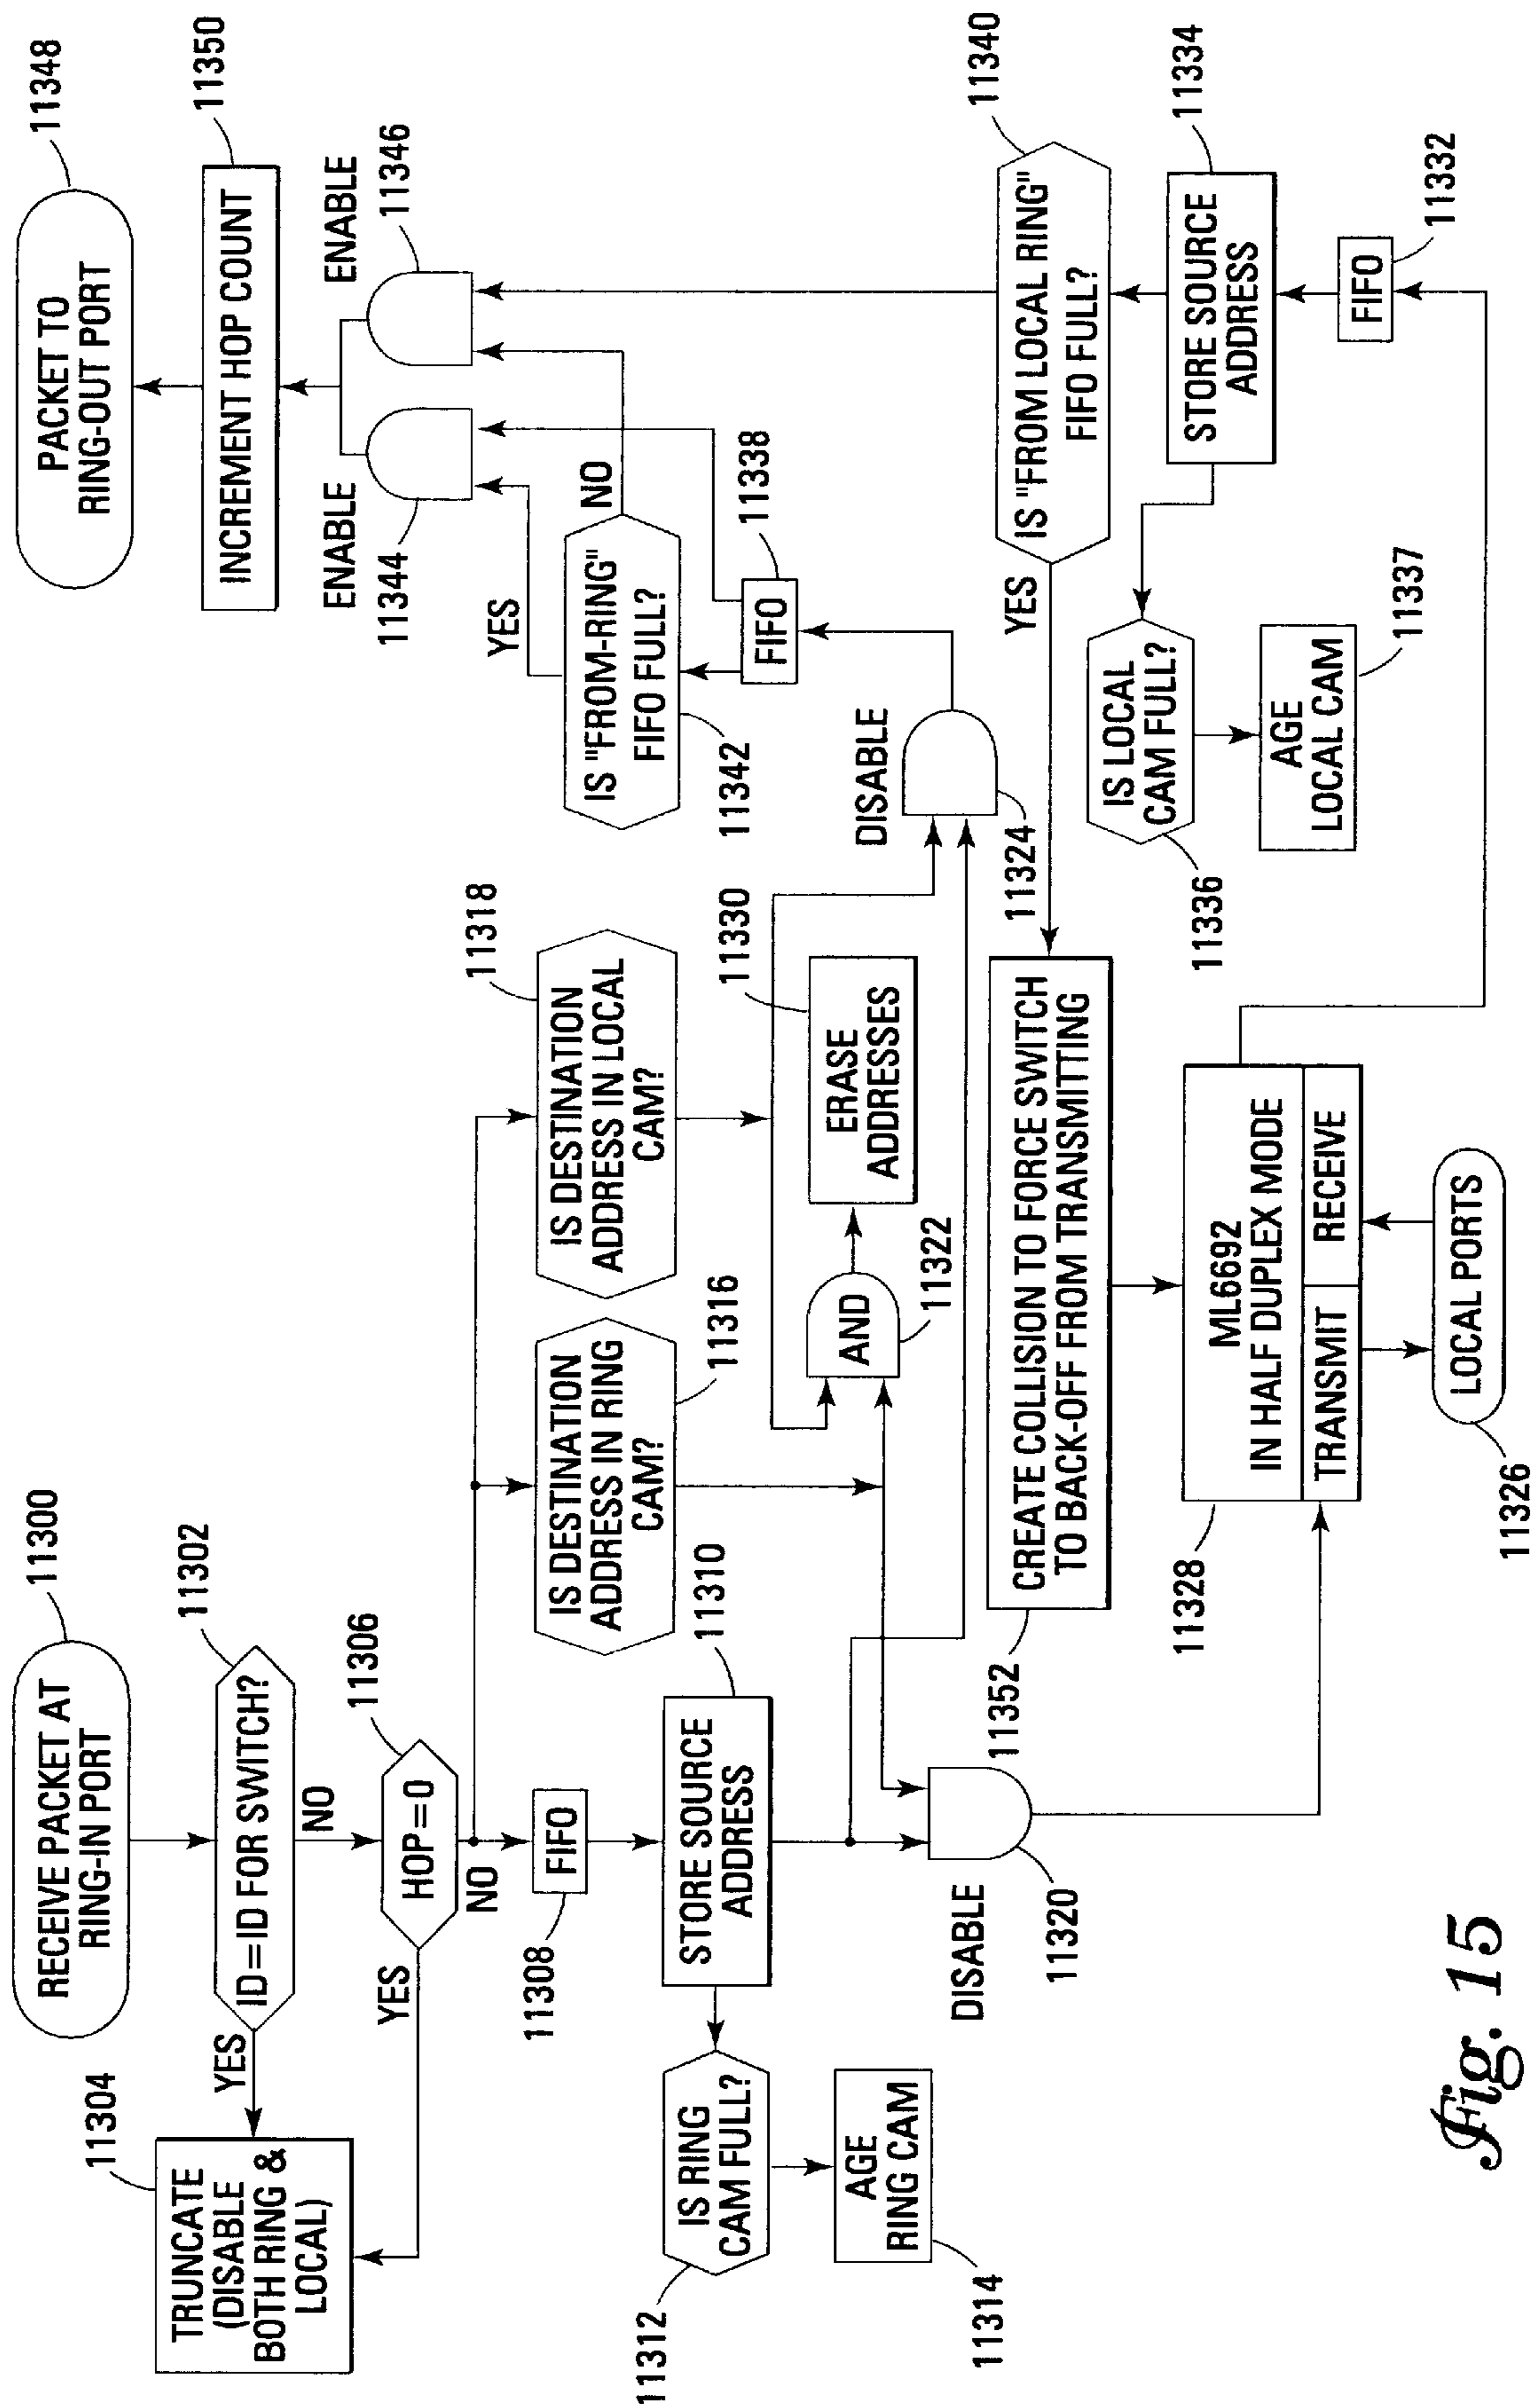 11300
RECEIVE PACKET AT
RING-IN PORT
11302
ID=ID FOR SWITCH?
YES
NO
11304
TRUNCATE
(DISABLE
BOTH RING &
LOCAL)
11306
HOP=0
YES
NO
11308
FIFO
11310
STORE SOURCE
ADDRESS
11312
IS RING
CAM FULL?
AGE
RING CAM
11314
DISABLE
11320
11316
IS DESTINATION
ADDRESS IN RING
CAM?
11318
IS DESTINATION
ADDRESS IN LOCAL
CAM?
AND
11322
11330
ERASE
ADDRESSES
DISABLE
11324
11338
FIFO
IS "FROM-RING"
FIFO FULL?
11342
YES
NO
ENABLE
11344
ENABLE
11346
INCREMENT HOP COUNT
11350
PACKET TO
RING-OUT PORT
11348
11352
CREATE COLLISION TO FORCE SWITCH
TO BACK-OFF FROM TRANSMITTING
YES
IS "FROM LOCAL RING"
FIFO FULL?
11340
11334
STORE SOURCE
ADDRESS
IS LOCAL
CAM FULL?
11336
AGE
LOCAL CAM
11337
FIFO
11332
11328
ML6692
IN HALF DUPLEX MODE
TRANSMIT
RECEIVE
LOCAL PORTS
11326
Fig. 15